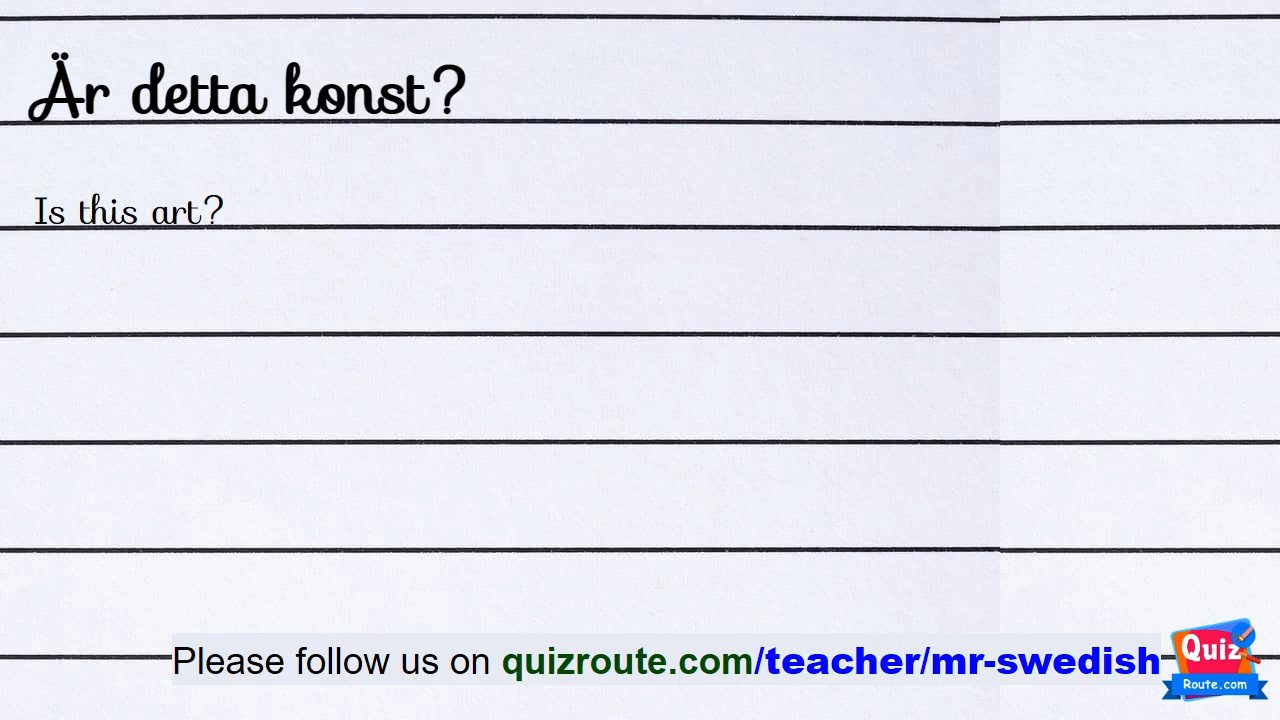 Är detta konst?
Is this art?
Please follow us on quizroute.com/teacher/mr-swedish
Quiz
Route.com